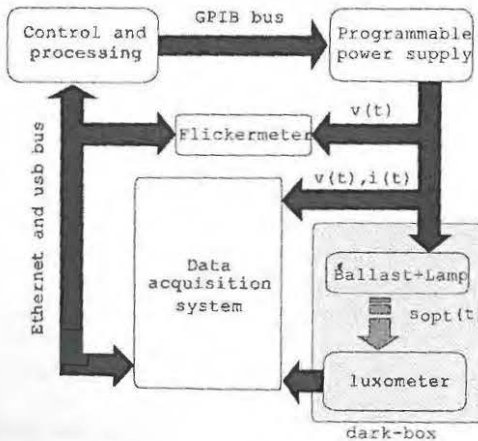 GPIB bus
Control and
processing
Programmable
power supply
v(t)
Flickermeter
v(t),i(t)
Ethernet and usb bus
Data
acquisition
system
Ballast+Lamp
sopt(t
luxometer
dark-box